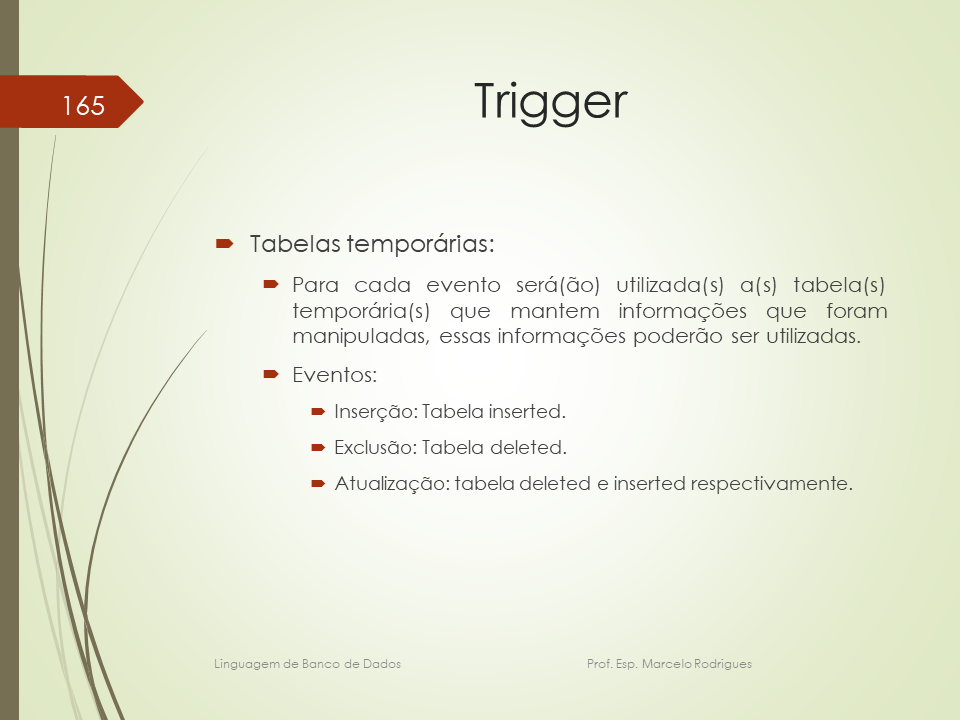 165
Trigger
Tabelas temporárias:
Para cada evento será(ão) utilizada(s) a(s) tabela(s)
temporária(s) que mantem informações que foram
manipuladas, essas informações poderão ser utilizadas.
Eventos:
Inserção: Tabela inserted.
Exclusão: Tabela deleted.
Atualização: tabela deleted e inserted respectivamente.
Linguagem de Banco de Dados Prof. Esp. Marcelo Rodrigues